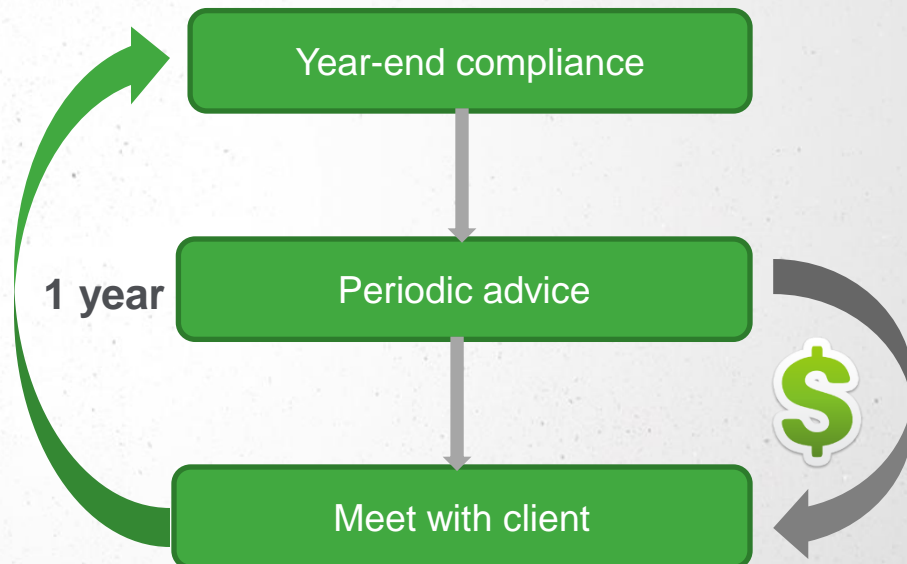 Year-end compliance
1 year
Periodic advice
$
Meet with client